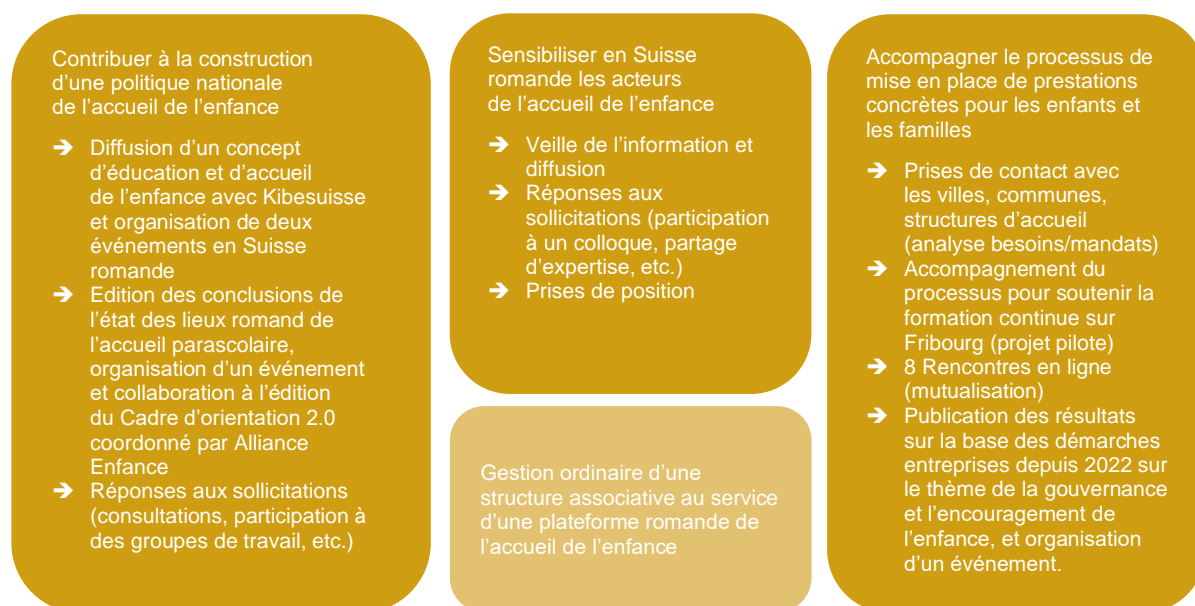 Contribuer à la construction
d’une politique nationale
de l’accueil de l’enfance
➔ Diffusion d’un concept
d’éducation et d’accueil
de l’enfance avec Kibesuisse
et organisation de deux
événements en Suisse
romande
➔ Edition des conclusions de
l’état des lieux romand de
l’accueil parascolaire,
organisation d’un événement
et collaboration à l’édition
du Cadre d’orientation 2.0
coordonné par Alliance
Enfance
➔ Réponses aux sollicitations
(consultations, participation à
des groupes de travail, etc.)
Sensibiliser en Suisse
romande les acteurs
de l’accueil de l’enfance
➔ Veille de l’information et
diffusion
➔ Réponses aux
sollicitations (participation
à un colloque, partage
d’expertise, etc.)
➔ Prises de position
Gestion ordinaire d’une
structure associative au service
d’une plateforme romande de
l’accueil de l’enfance
Accompagner le processus de
mise en place de prestations
concrètes pour les enfants et
les familles
➔ Prises de contact avec
les villes, communes,
structures d’accueil
(analyse besoins/mandats)
➔ Accompagnement du
processus pour soutenir la
formation continue sur
Fribourg (projet pilote)
➔ 8 Rencontres en ligne
(mutualisation)
➔ Publication des résultats
sur la base des démarches
entreprises depuis 2022 sur
le thème de la gouvernance
et l’encouragement de
l’enfance, et organisation
d’un événement.